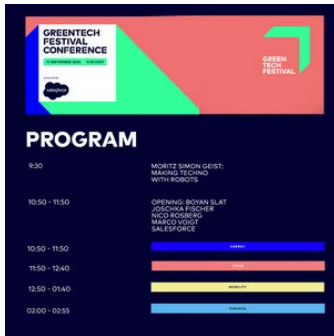 GREENTECH
FESTIVAL
CONFERENCE
salesforce
GREEN
TECH
FESTIVAL
PROGRAM
9:30
MORITZ SIMON GEIST:
MAKING TECHNO
WITH ROBOTS
10:50 - 11:50
OPENING: BOYAN SLAT
JOSCHKA FISCHER
NICO ROSBERG
MARCO VOIGT
SALESFORCE
10:50 - 11:50
ENERGY
11:50 - 12:40
12:50 - 01:40
MOBILITY
02:00 - 02:55
FINANCE